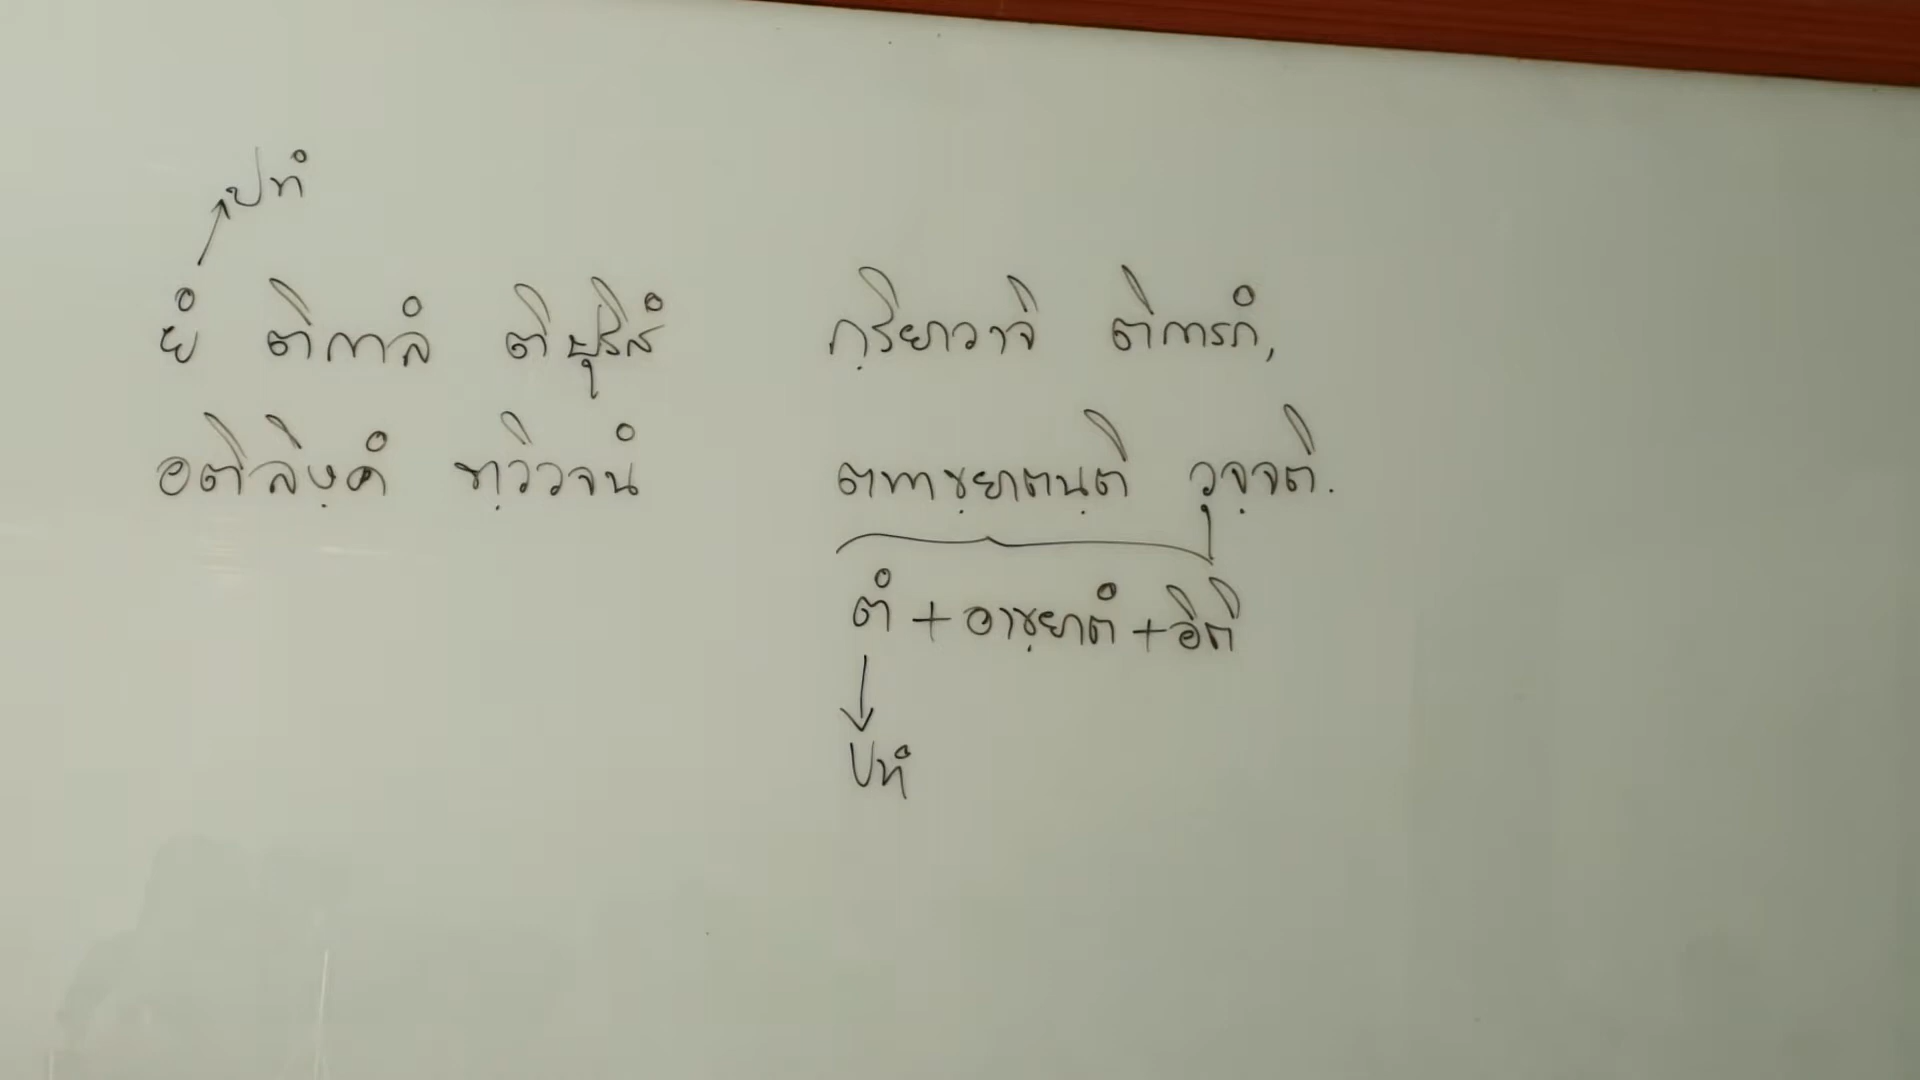 ปทํ
ยํ ติกาลํ ติปุริสํ กฺริยาวาจิ ติการกํ,
อติลิงฺคํ ทฺวิวจนํ ตทาขฺยาตนฺติ วุจฺจติ.
ตํ + อาขฺยาตํ + อิติ
ปทํ